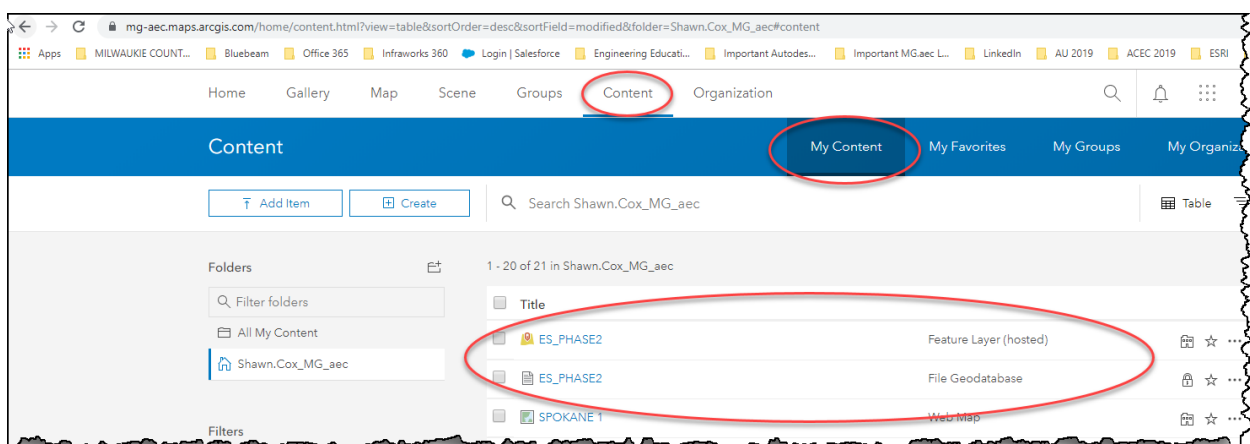 mg-aec.maps.arcgis.com/home/content.html?view=table&sortOrder=desc&sortField=modified&folder=Shawn.Cox_MG_aec#content
Apps MILWAUKIE COUNT... Bluebeam Office 365 Infraworks 360 Login | Salesforce Engineering Educati... Important Autodes... Important MG.aec L... LinkedIn AU 2019 ACEC 2019 ESRI
Home Gallery Map Scene Groups Content Organization
Content My Content My Favorites My Groups My Organiz
Add Item Create Search Shawn.Cox_MG_aec Table
Folders 1 - 20 of 21 in Shawn.Cox_MG_aec
Filter folders Title
All My Content ES_PHASE2 Feature Layer (hosted)
Shawn.Cox_MG_aec ES_PHASE2 File Geodatabase
Filters SPOKANE 1 Web Map